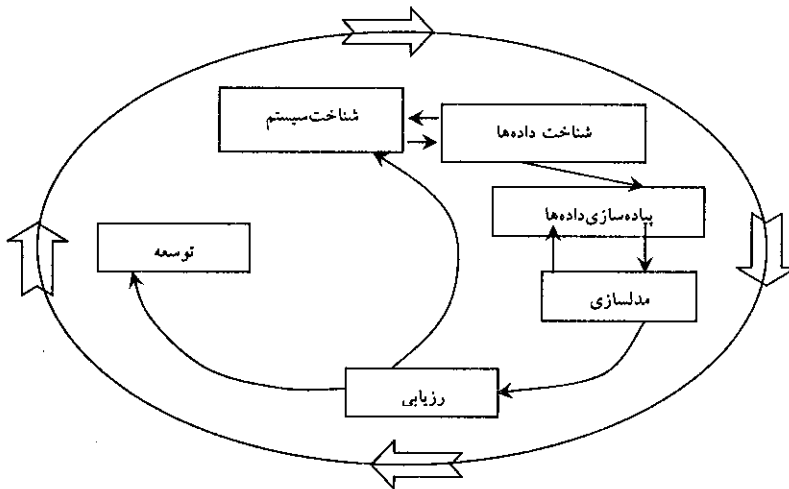 شناخت‌سیستم
شناخت داده‌ها
پیاده‌سازی‌داده‌ها
توسعه
مدلسازی
رزیابی